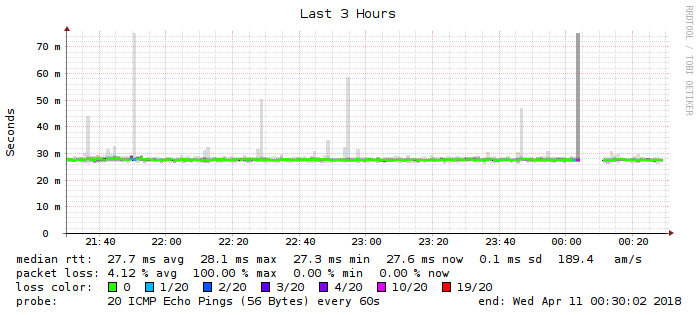 Last 3 Hours
RRDTOOL / TOBI OETIKER
Seconds
70 m
60 m
50 m
40 m
30 m
20 m
10 m
0
21:40 22:00 22:20 22:40 23:00 23:20 23:40 00:00 00:20
median rtt: 27.7 ms avg 28.1 ms max 27.3 ms min 27.6 ms now 0.1 ms sd 189.4 am/s
packet loss: 4.12 % avg 100.00 % max 0.00 % min 0.00 % now
loss color: 0 1/20 2/20 3/20 4/20 10/20 19/20
probe: 20 ICMP Echo Pings (56 Bytes) every 60s end: Wed Apr 11 00:30:02 2018